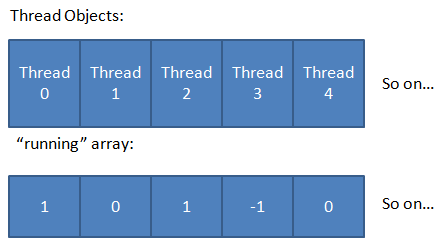 Thread Objects:
Thread 0 Thread 1 Thread 2 Thread 3 Thread 4 So on...
“running” array:
1 0 1 -1 0 So on...